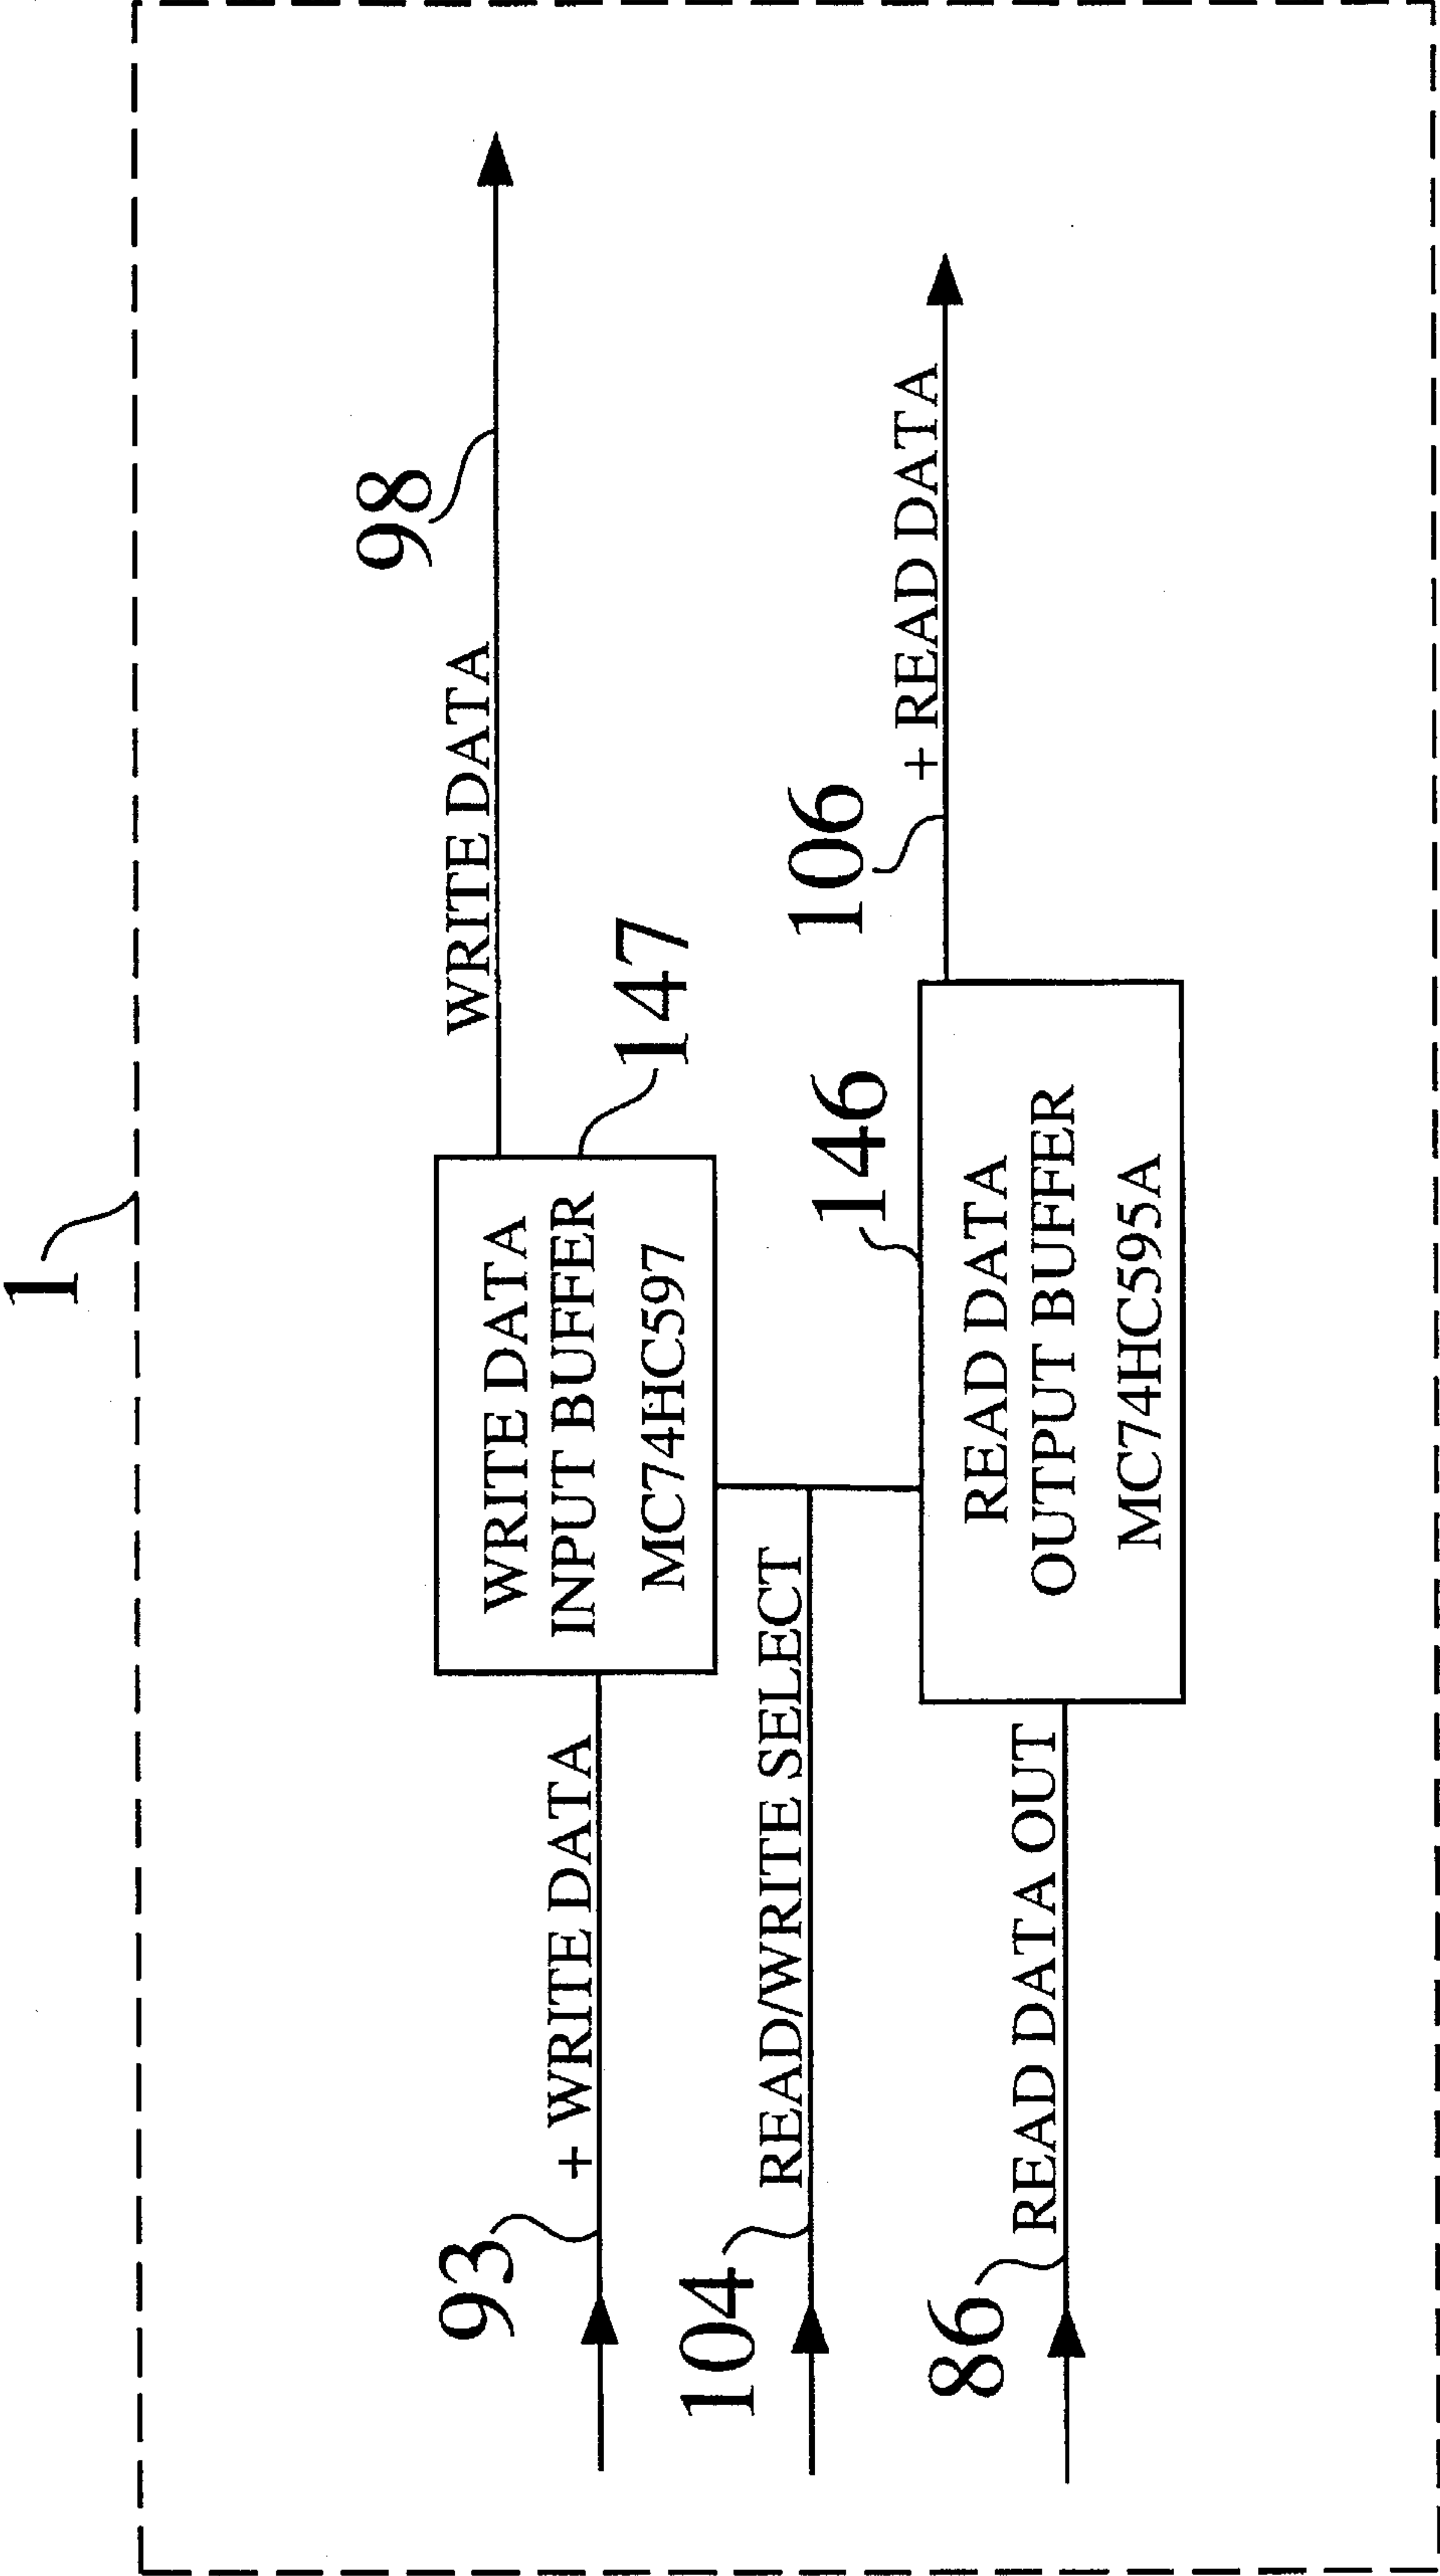 1
98
WRITE DATA
147
WRITE DATA
INPUT BUFFER
MC74HC597
+ WRITE DATA
93
READ/WRITE SELECT
104
106
+ READ DATA
146
READ DATA
OUTPUT BUFFER
MC74HC595A
READ DATA OUT
86